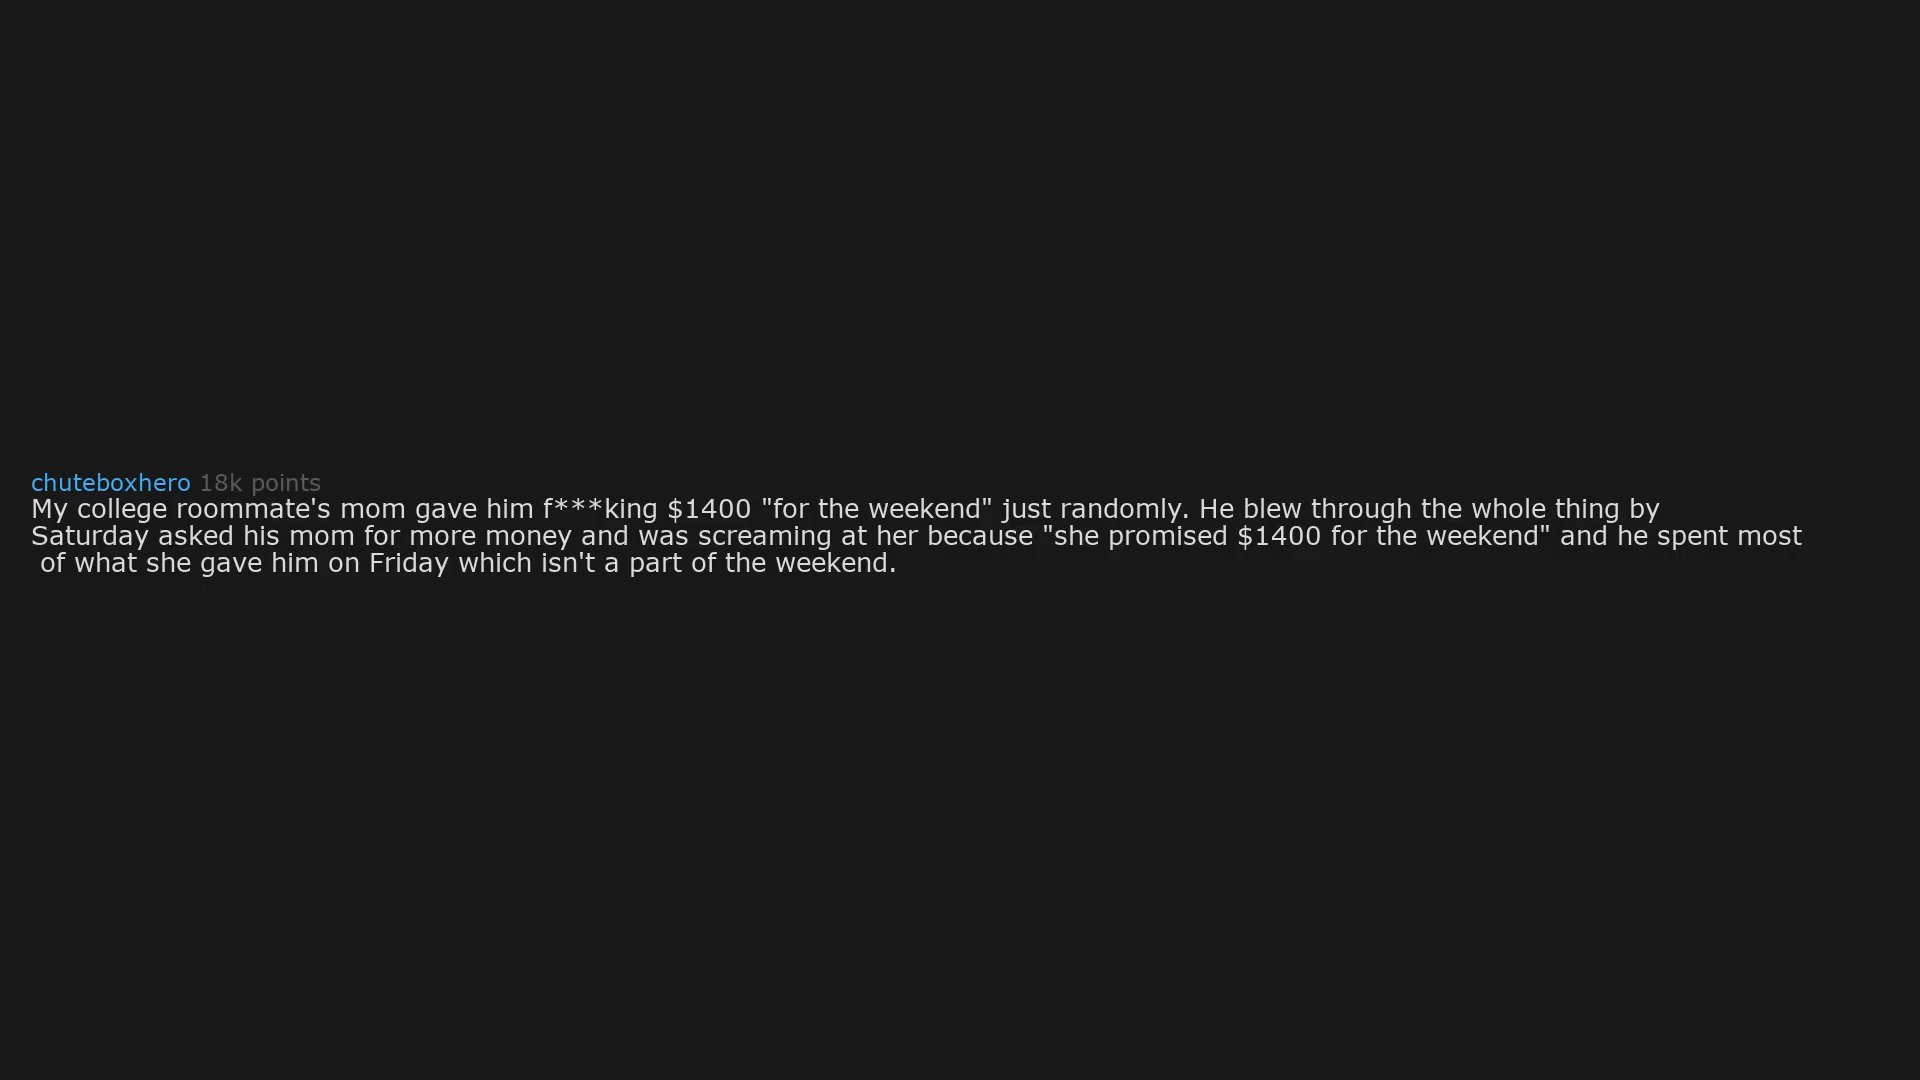 chuteboxhero 18k points
My college roommate's mom gave him f***king $1400 "for the weekend" just randomly. He blew through the whole thing by
Saturday asked his mom for more money and was screaming at her because "she promised $1400 for the weekend" and he spent most
of what she gave him on Friday which isn't a part of the weekend.